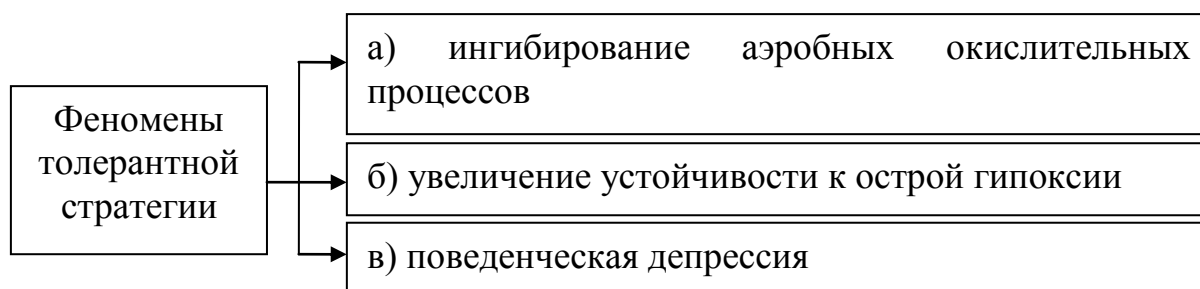 Феномены
толерантной
стратегии
а) ингибирование аэробных окислительных
процессов
б) увеличение устойчивости к острой гипоксии
в) поведенческая депрессия